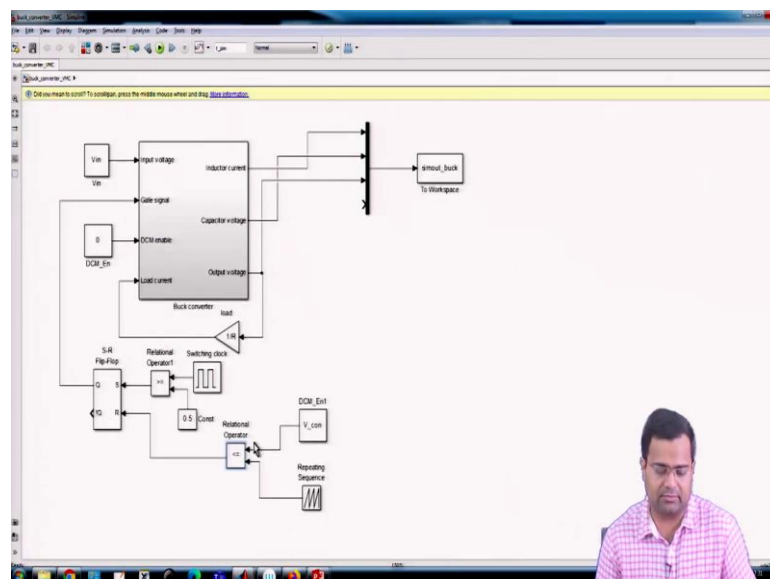 buck_converter_VMC - Simulink
File Edit View Display Diagram Simulation Analysis Code Tools Help
t_sim
Normal
buck_converter_VMC
buck_converter_VMC
Did you mean to scroll? To scroll/pan, press the middle mouse wheel and drag. More information.
Vin
Vin
Input voltage
Inductor current
simout_buck
To Workspace
Gate signal
Capacitor voltage
0
DCM_En
DCM enable
Load current
Output voltage
Buck converter
load
1/R
S-R
Flip-Flop
Relational
Operator1
Switching clock
Q
S
>=
!Q
R
0.5
Const
DCM_En1
V_con
Relational
Operator
<=
Repeating
Sequence